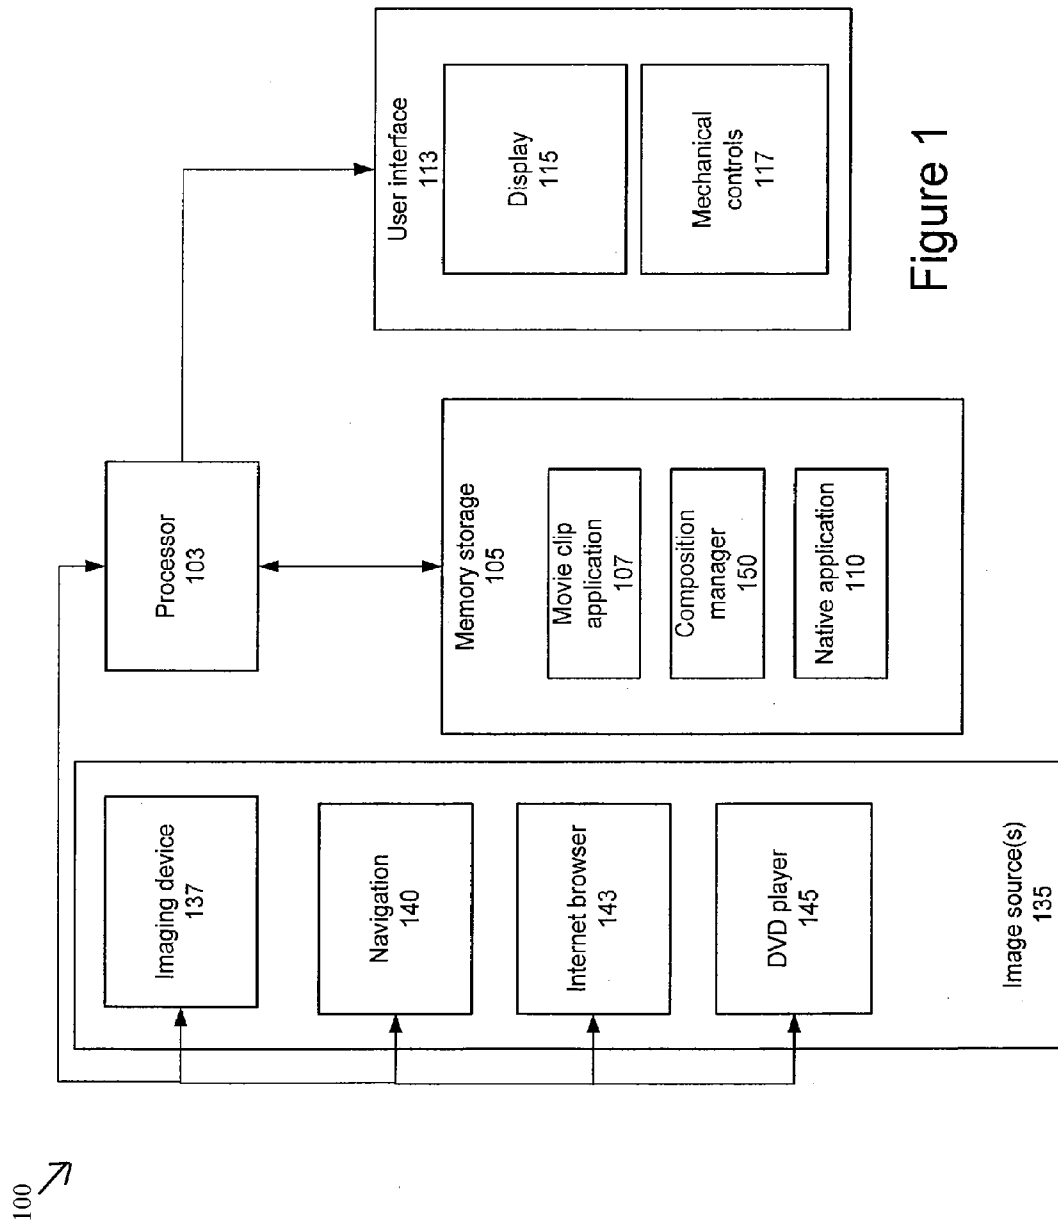 100
Imaging device
137
Navigation
140
Internet browser
143
DVD player
145
Image source(s)
135
Processor
103
Memory storage
105
Movie clip
application
107
Composition
manager
150
Native application
110
User interface
113
Display
115
Mechanical
controls
117
Figure 1